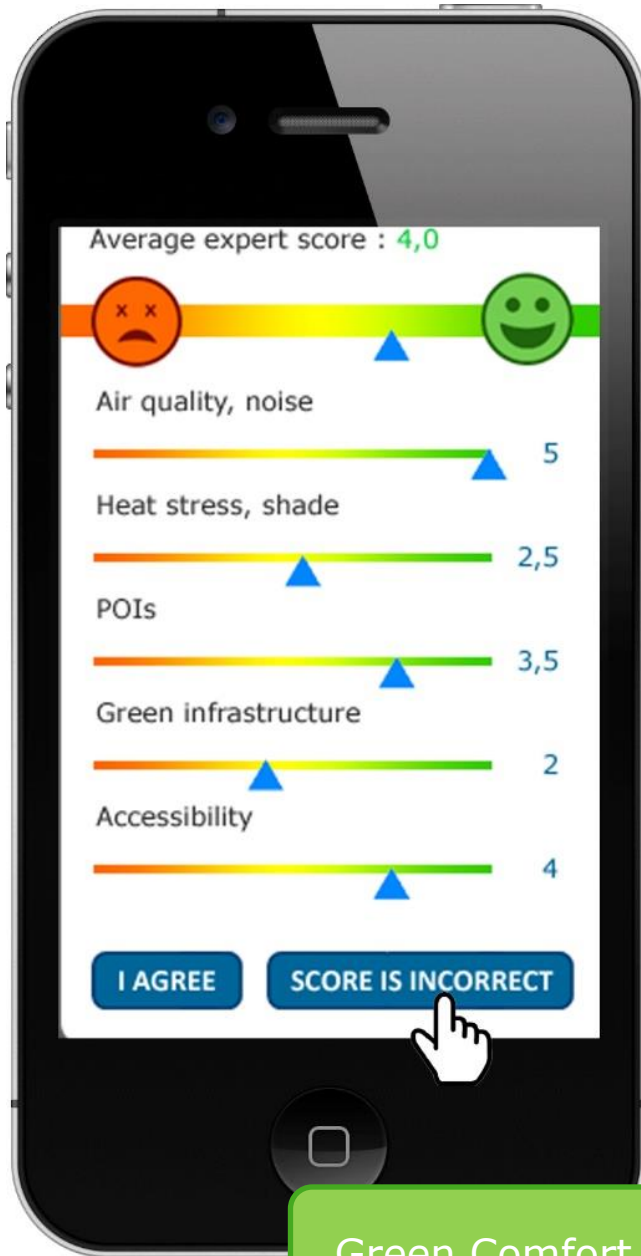 Average expert score : 4,0
Air quality, noise
5
Heat stress, shade
2,5
POIs
3,5
Green infrastructure
2
Accessibility
4
I AGREE
SCORE IS INCORRECT
Green Comfort